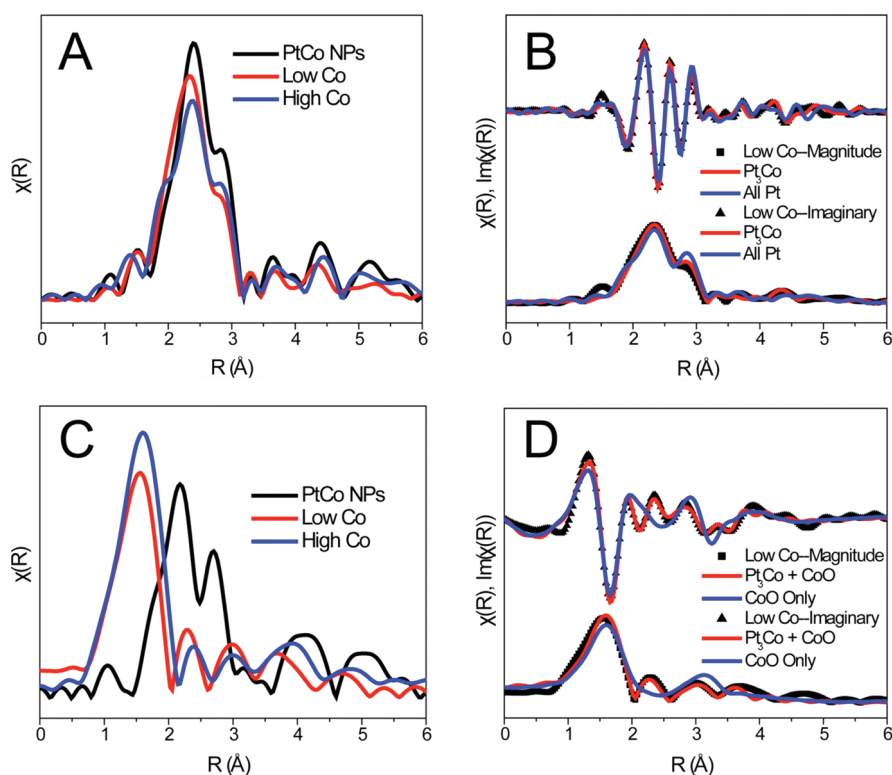 A
PtCo NPs
Low Co
High Co
χ(R)
0 1 2 3 4 5 6
R (Å)
B
Low Co--Magnitude
Pt3Co
All Pt
Low Co--Imaginary
Pt3Co
All Pt
χ(R), Im(χ(R))
0 1 2 3 4 5 6
R (Å)
C
PtCo NPs
Low Co
High Co
χ(R)
0 1 2 3 4 5 6
R (Å)
D
Low Co--Magnitude
Pt3Co + CoO
CoO Only
Low Co--Imaginary
Pt3Co + CoO
CoO Only
χ(R), Im(χ(R))
0 1 2 3 4 5 6
R (Å)